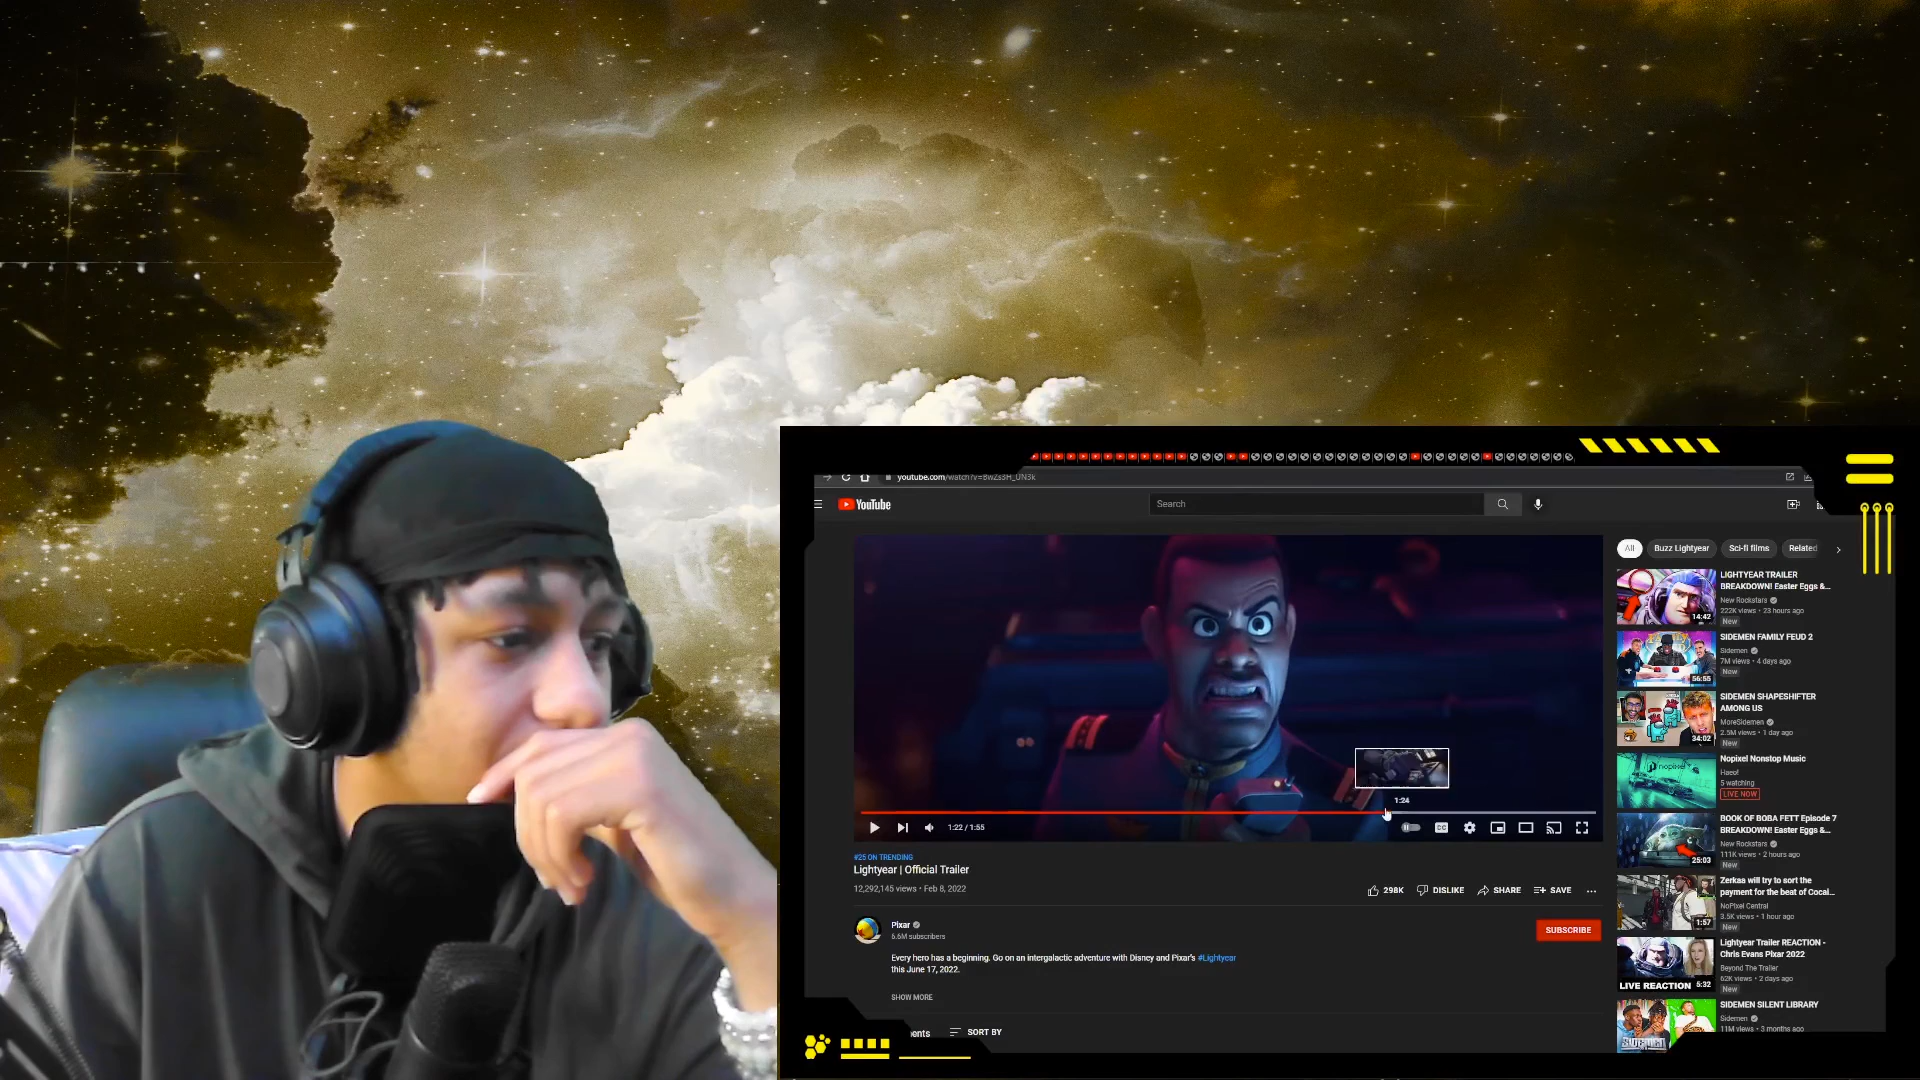 youtube.com/watch?v=BwZs3H_UN3k
YouTube
Search
All
Buzz Lightyear
Sci-fi films
Related
LIGHTYEAR TRAILER
BREAKDOWN! Easter Eggs &...
New Rockstars
222K views • 23 hours ago
New
14:42
SIDEMEN FAMILY FEUD 2
Sidemen
7M views • 4 days ago
New
56:55
SIDEMEN SHAPESHIFTER
AMONG US
MoreSidemen
2.5M views • 1 day ago
New
34:02
Nopixel Nonstop Music
Haeo!
5 watching
LIVE NOW
nopixel
BOOK OF BOBA FETT Episode 7
BREAKDOWN! Easter Eggs &...
New Rockstars
111K views • 2 hours ago
New
25:03
Zerkaa will try to sort the
payment for the beat of Cocai...
NoPixel Central
3.5K views • 1 hour ago
New
1:57
Lightyear Trailer REACTION -
Chris Evans Pixar 2022
Beyond The Trailer
62K views • 2 days ago
New
LIVE REACTION
5:32
SIDEMEN SILENT LIBRARY
Sidemen
11M views • 3 months ago
SIDEMEN
1:24
1:22 / 1:55
CC
#25 ON TRENDING
Lightyear | Official Trailer
12,292,145 views • Feb 8, 2022
298K
DISLIKE
SHARE
SAVE
...
Pixar
6.6M subscribers
SUBSCRIBE
Every hero has a beginning. Go on an intergalactic adventure with Disney and Pixar's #Lightyear
this June 17, 2022.
SHOW MORE
ents
SORT BY